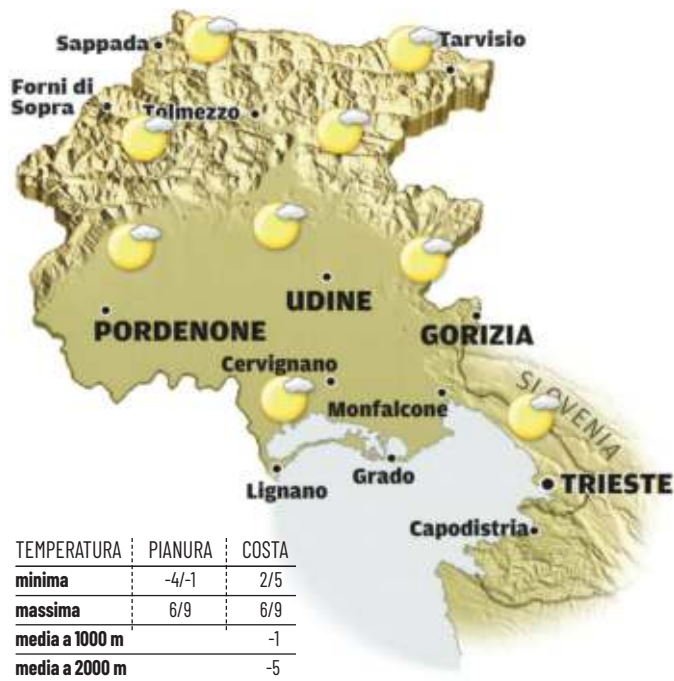 Sappada
Tarvisio
Forni di
Sopra
Tolmezzo
UDINE
PORDENONE
GORIZIA
Cervignano
SLOVENIA
Monfalcone
Grado
Lignano
TRIESTE
Capodistria
TEMPERATURA PIANURA COSTA
minima -4/-1 2/5
massima 6/9 6/9
media a 1000 m -1
media a 2000 m -5